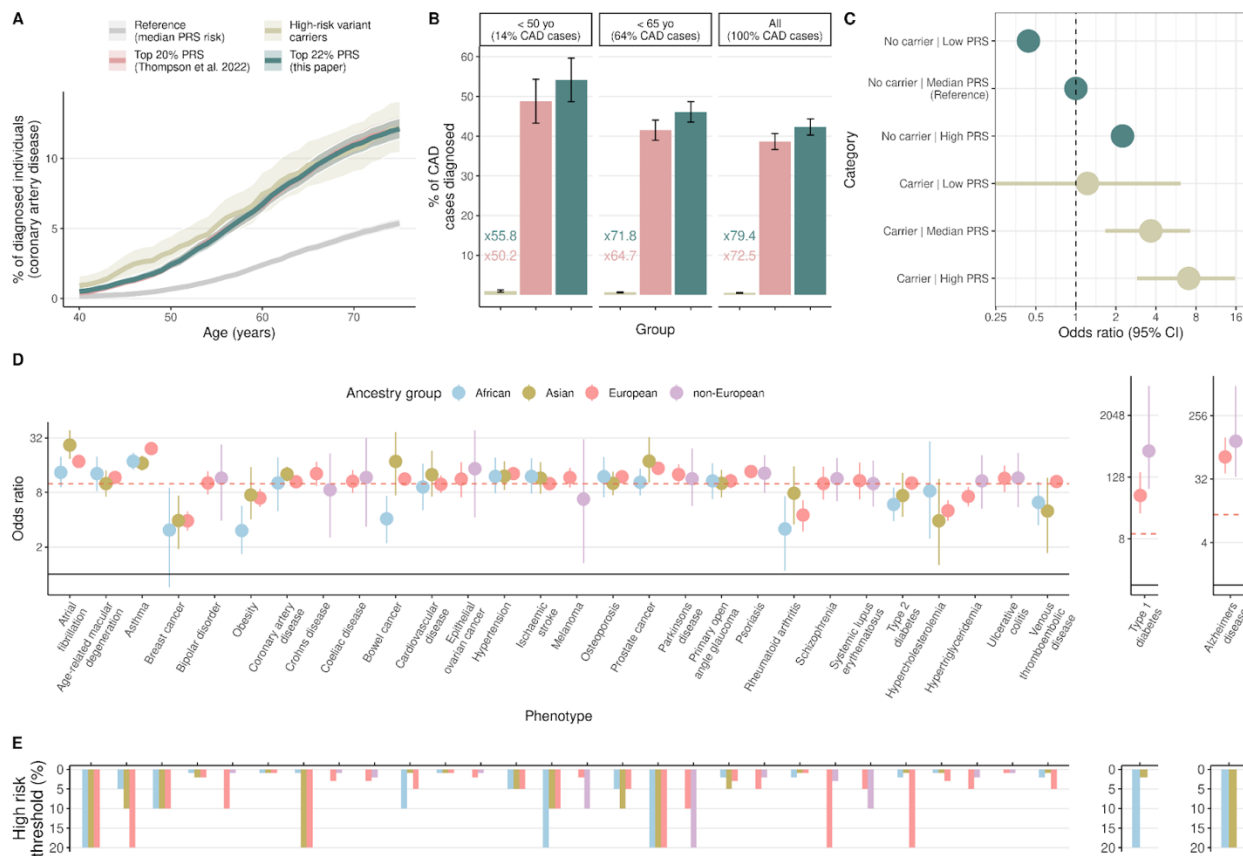 A
Reference
(median PRS risk)
High-risk variant
carriers
Top 20% PRS
(Thompson et al. 2022)
Top 22% PRS
(this paper)
% of diagnosed individuals
(coronary artery disease)
10
5
0
40
50
60
70
Age (years)
B
< 50 yo
(14% CAD cases)
< 65 yo
(64% CAD cases)
All
(100% CAD cases)
% of CAD
cases diagnosed
60
50
40
30
20
10
x55.8
x50.2
x71.8
x64.7
x79.4
x72.5
Group
C
Category
No carrier | Low PRS
No carrier | Median PRS
(Reference)
No carrier | High PRS
Carrier | Low PRS
Carrier | Median PRS
Carrier | High PRS
0.25
0.5
1
2
4
8
16
Odds ratio (95% CI)
D
Ancestry group
African
Asian
European
non-European
Odds ratio
32
8
2
2048
128
8
256
32
4
Atrial
fibrillation
Age-related macular
degeneration
Asthma
Breast cancer
Bipolar disorder
Obesity
Coronary artery
disease
Crohns disease
Coeliac disease
Bowel cancer
Cardiovascular
disease
Epithelial
ovarian cancer
Hypertension
Ischaemic
stroke
Melanoma
Osteoporosis
Prostate cancer
Parkinsons
disease
Primary open
angle glaucoma
Psoriasis
Rheumatoid arthritis
Schizophrenia
Systemic lupus
erythematosus
Type 2
diabetes
Hypercholesterolemia
Hypertriglyceridemia
Ulcerative
colitis
Venous
thromboembolic
disease
Type 1
diabetes
Alzheimers
disease
Phenotype
E
High risk
threshold (%)
0
5
10
15
20
0
5
10
15
20
0
5
10
15
20